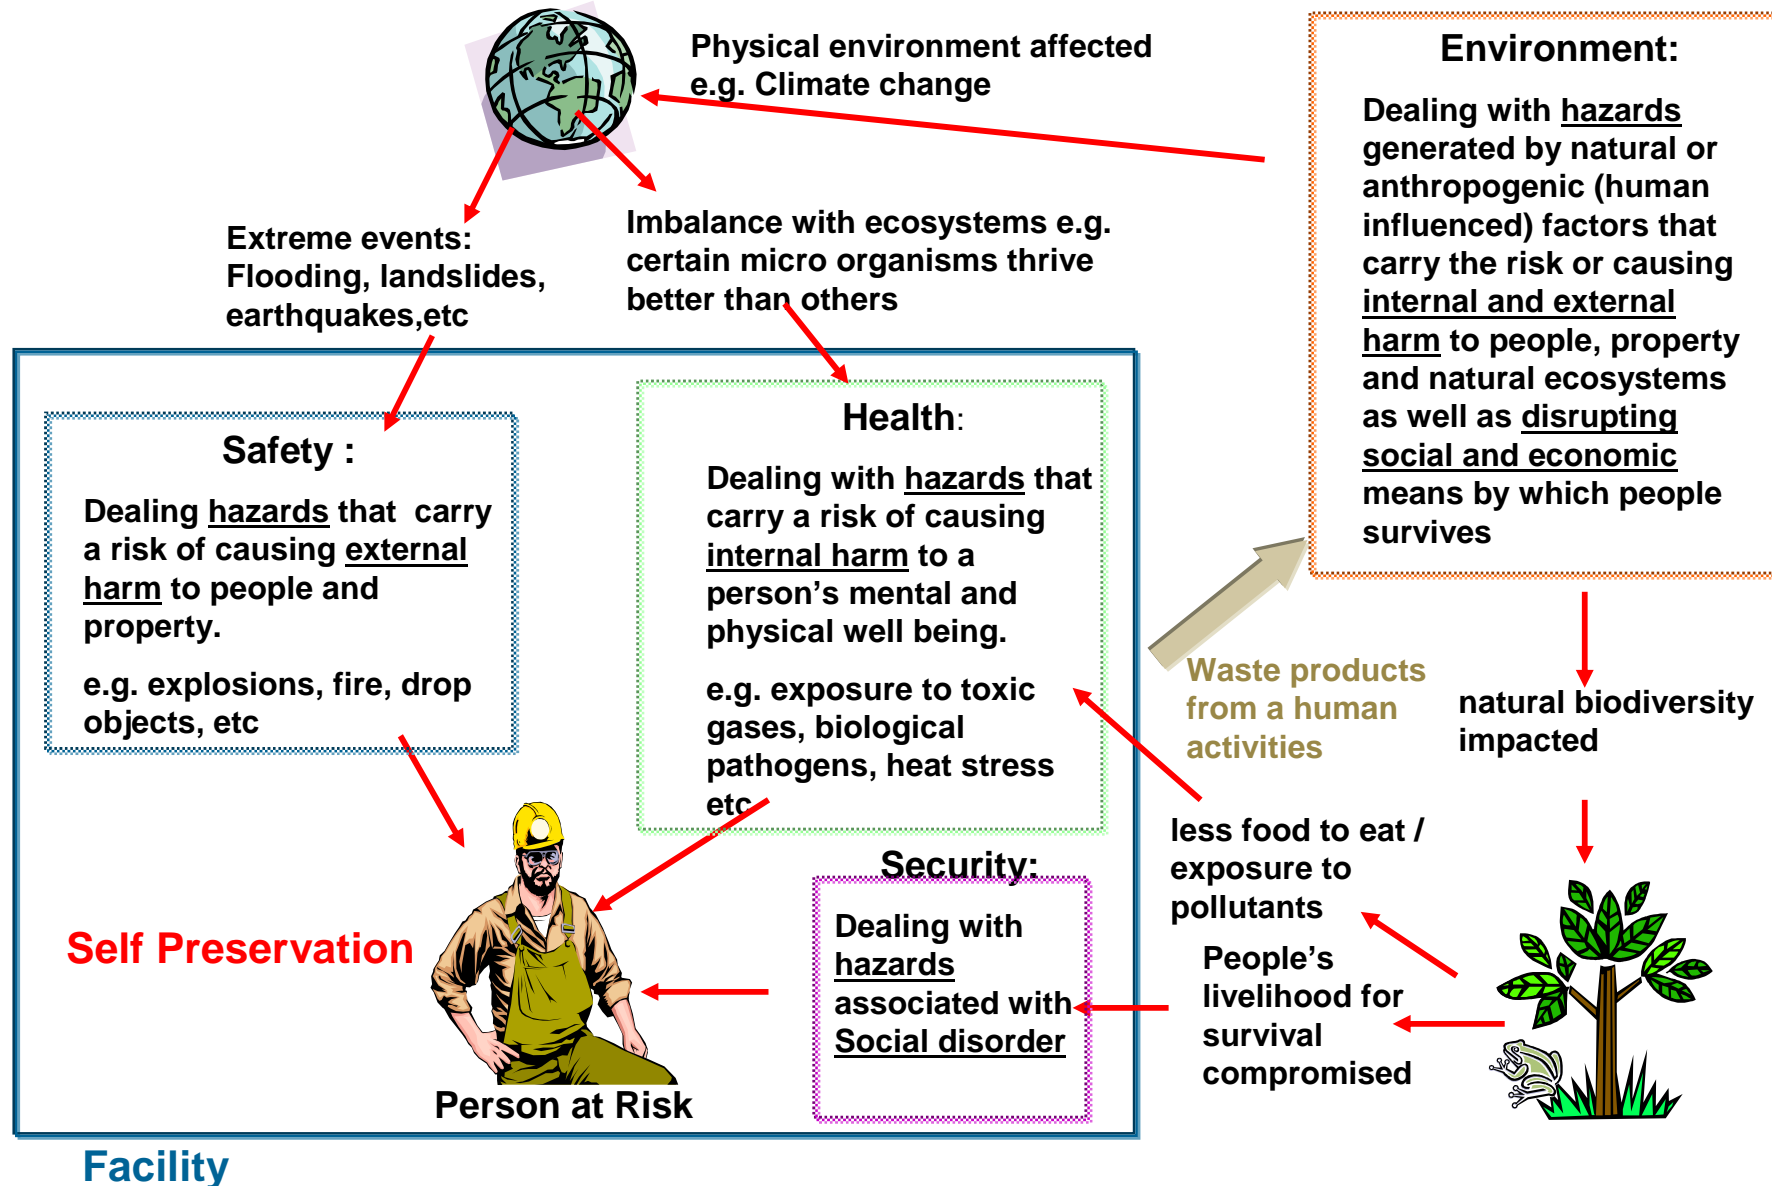 Physical environment affected
e.g. Climate change
Environment:
Dealing with hazards
generated by natural or
anthropogenic (human
influenced) factors that
carry the risk or causing
internal and external
harm to people, property
and natural ecosystems
as well as disrupting
social and economic
means by which people
survives
Extreme events:
Flooding, landslides,
earthquakes,etc
Imbalance with ecosystems e.g.
certain micro organisms thrive
better than others
Safety :
Dealing hazards that  carry
a risk of causing external
harm to people and
property.
e.g. explosions, fire, drop
objects, etc
Health:
Dealing with hazards that
carry a risk of causing
internal harm to a
person’s mental and
physical well being.
e.g. exposure to toxic
gases, biological
pathogens, heat stress
etc
Waste products
from a human
activities
natural biodiversity
impacted
less food to eat /
exposure to
pollutants
People’s
livelihood for
survival
compromised
Security:
Dealing with
hazards
associated with
Social disorder
Self Preservation
Person at Risk
Facility